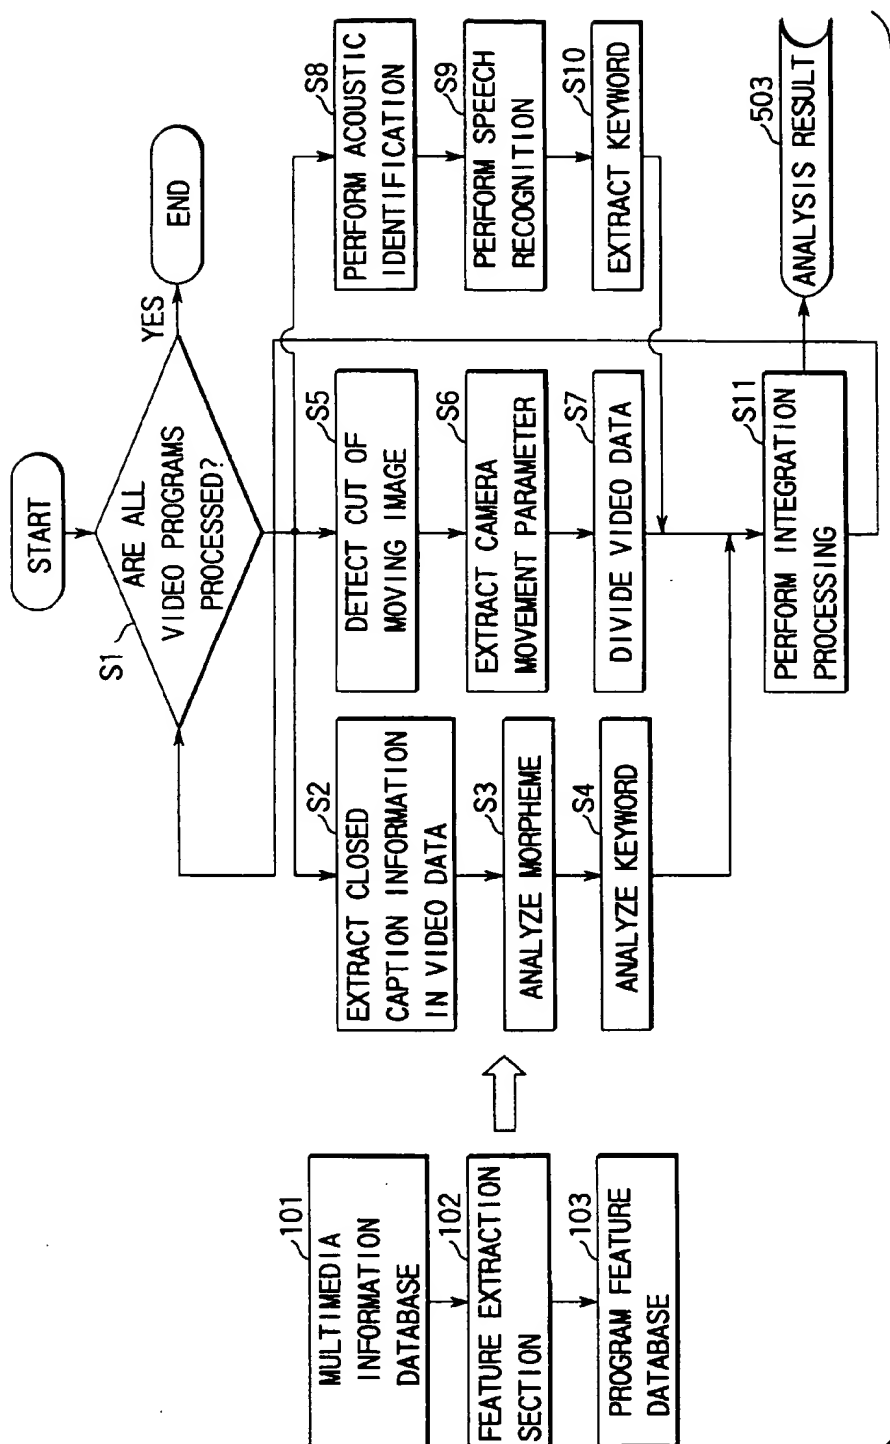 101
MULTIMEDIA
INFORMATION
DATABASE
102
FEATURE EXTRACTION
SECTION
103
PROGRAM FEATURE
DATABASE
START
S1
ARE ALL
VIDEO PROGRAMS
PROCESSED?
YES
END
S2
EXTRACT CLOSED
CAPTION INFORMATION
IN VIDEO DATA
S3
ANALYZE MORPHEME
S4
ANALYZE KEYWORD
S5
DETECT CUT OF
MOVING IMAGE
S6
EXTRACT CAMERA
MOVEMENT PARAMETER
S7
DIVIDE VIDEO DATA
S8
PERFORM ACOUSTIC
IDENTIFICATION
S9
PERFORM SPEECH
RECOGNITION
S10
EXTRACT KEYWORD
S11
PERFORM INTEGRATION
PROCESSING
503
ANALYSIS RESULT